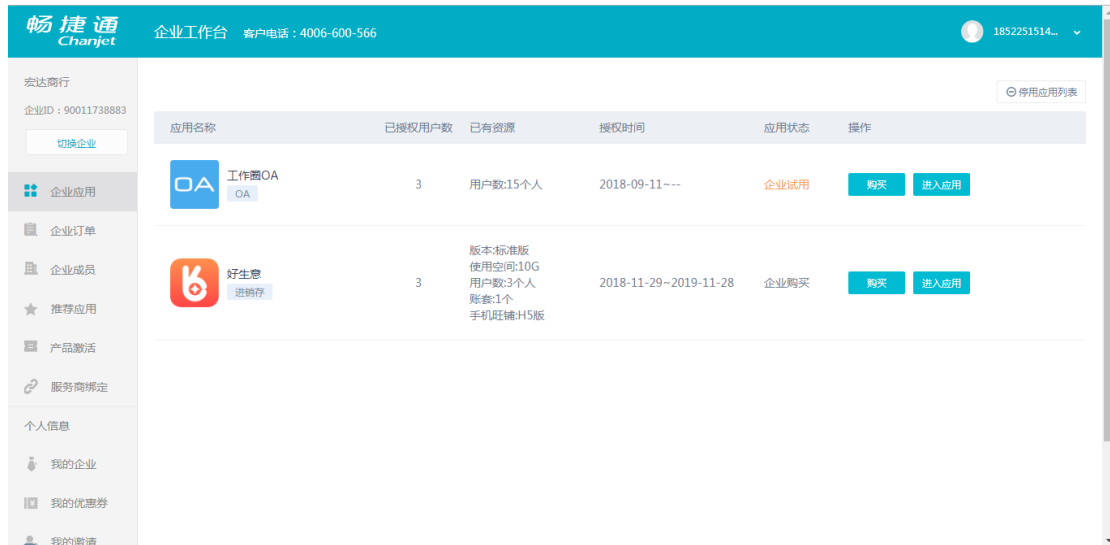 畅捷通
Chanjet
企业工作台 客户电话：4006-600-566
1852251514...
宏达商行
企业ID：90011738883
切换企业
企业应用
企业订单
企业成员
推荐应用
产品激活
服务商绑定
个人信息
我的企业
我的优惠券
我的邀请
停用应用列表
应用名称 已授权用户数 已有资源 授权时间 应用状态 操作
OA
工作圈OA
OA
3 用户数:15个人 2018-09-11~-- 企业试用 购买 进入应用
好生意
进销存
3
版本:标准版
使用空间:10G
用户数:3个人
账套:1个
手机旺铺:H5版
2018-11-29~2019-11-28 企业购买 购买 进入应用